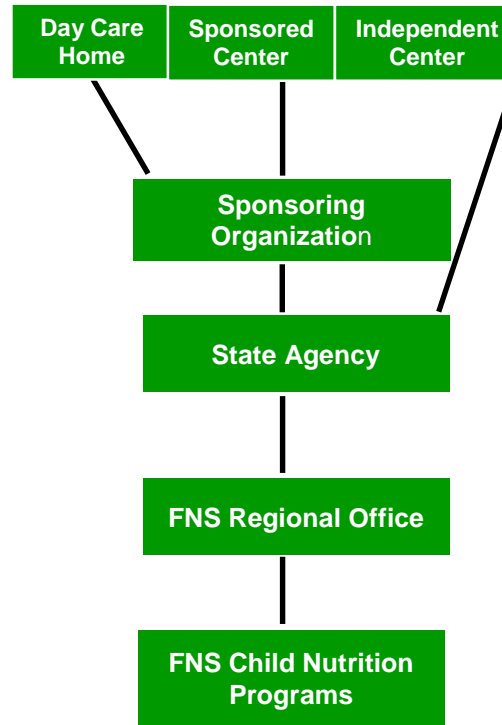 Day Care
Home
Sponsored
Center
Independent
Center
Sponsoring
Organization
State Agency
FNS Regional Office
FNS Child Nutrition
Programs